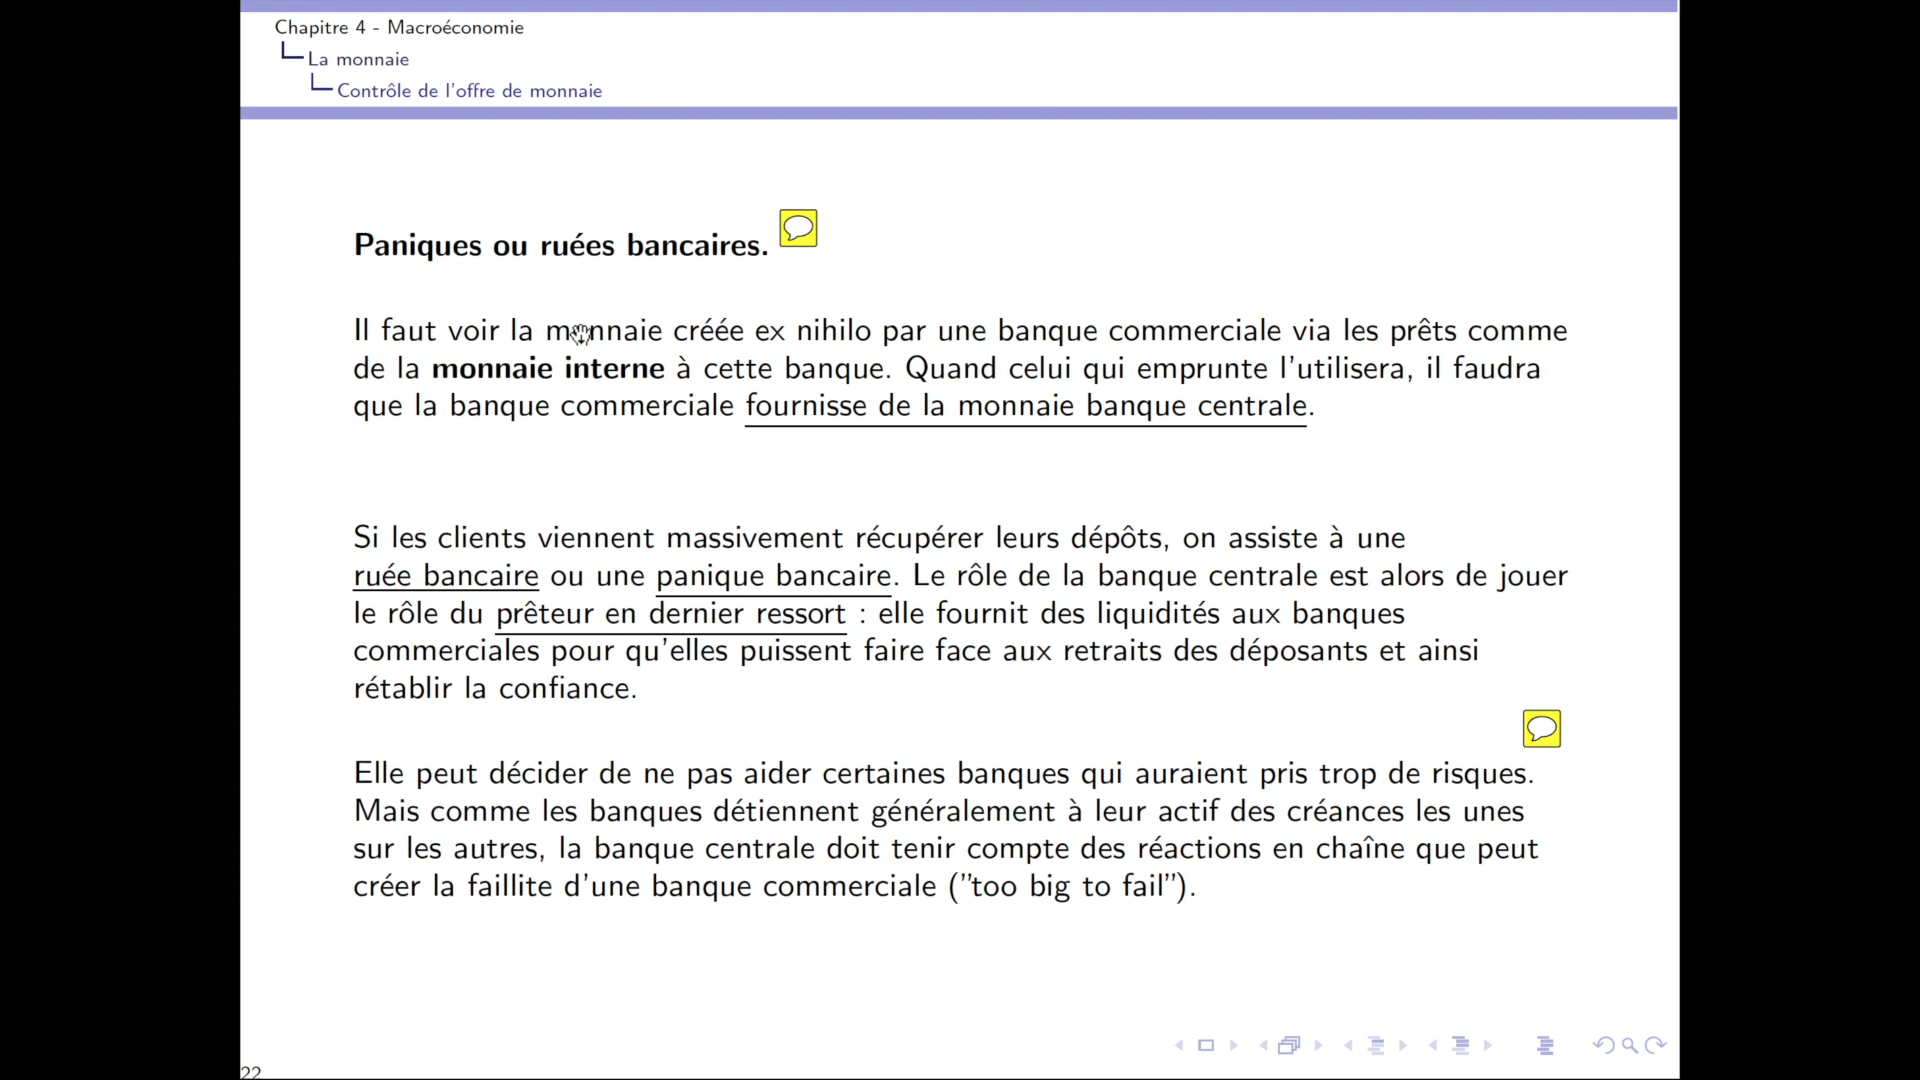 Chapitre 4 - Macroéconomie
La monnaie
Contrôle de l'offre de monnaie
Paniques ou ruées bancaires.
Il faut voir la monnaie créée ex nihilo par une banque commerciale via les prêts comme
de la monnaie interne à cette banque. Quand celui qui emprunte l'utilisera, il faudra
que la banque commerciale fournisse de la monnaie banque centrale.
Si les clients viennent massivement récupérer leurs dépôts, on assiste à une
ruée bancaire ou une panique bancaire. Le rôle de la banque centrale est alors de jouer
le rôle du prêteur en dernier ressort : elle fournit des liquidités aux banques
commerciales pour qu'elles puissent faire face aux retraits des déposants et ainsi
rétablir la confiance.
Elle peut décider de ne pas aider certaines banques qui auraient pris trop de risques.
Mais comme les banques détiennent généralement à leur actif des créances les unes
sur les autres, la banque centrale doit tenir compte des réactions en chaîne que peut
créer la faillite d'une banque commerciale (”too big to fail”).
22